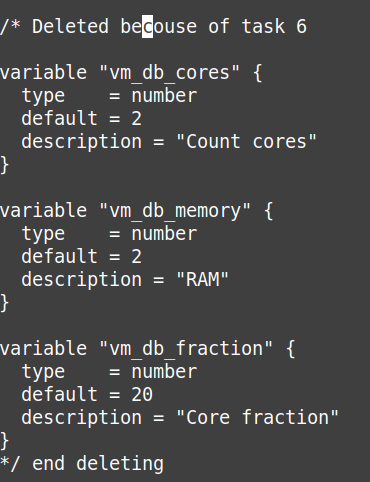 /* Deleted becouse of task 6
variable "vm_db_cores" {
  type    = number
  default = 2
  description = "Count cores"
}
variable "vm_db_memory" {
  type    = number
  default = 2
  description = "RAM"
}
variable "vm_db_fraction" {
  type    = number
  default = 20
  description = "Core fraction"
}
*/ end deleting